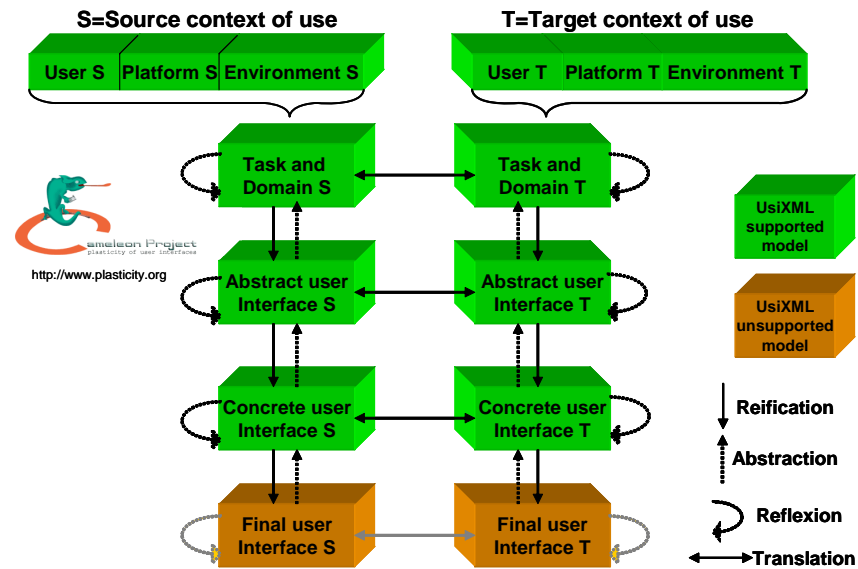 S=Source context of use
T=Target context of use
User S
Platform S
Environment S
User T
Platform T
Environment T
Task and
Domain S
Task and
Domain T
UsiXML
supported
model
ameleon Project
plasticity of user interfaces
http://www.plasticity.org
Abstract user
Interface S
Abstract user
Interface T
UsiXML
unsupported
model
Concrete user
Interface S
Concrete user
Interface T
Reification
Abstraction
Final user
Interface S
Final user
Interface T
Reflexion
Translation